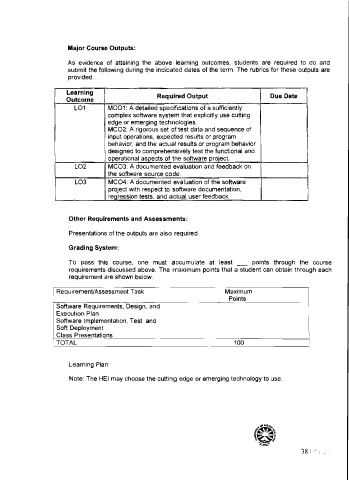 Major Course Outputs:
As evidence of attaining the above learning outcomes, students are required to do and
submit the following during the indicated dates of the term. The rubrics for these outputs are
provided.
Learning Outcome
Required Output
Due Date
LO1
MCO1: A detailed specifications of a sufficiently
complex software system that explicitly use cutting
edge or emerging technologies.
MCO2: A rigorous set of test data and sequence of
input operations, expected results or program
behavior, and the actual results or program behavior
designed to comprehensively test the functional and
operational aspects of the software project.
LO2
MCO3: A documented evaluation and feedback on
the software source code.
LO3
MCO4: A documented evaluation of the software
project with respect to software documentation,
regression tests, and actual user feedback.
Other Requirements and Assessments:
Presentations of the outputs are also required.
Grading System:
To pass this course, one must accumulate at least ___ points through the course
requirements discussed above. The maximum points that a student can obtain through each
requirement are shown below.
Requirement/Assessment Task
Maximum
Points
Software Requirements, Design, and
Execution Plan
Software Implementation, Test, and
Soft Deployment
Class Presentations
TOTAL
100
Learning Plan:
Note: The HEI may choose the cutting edge or emerging technology to use.
38